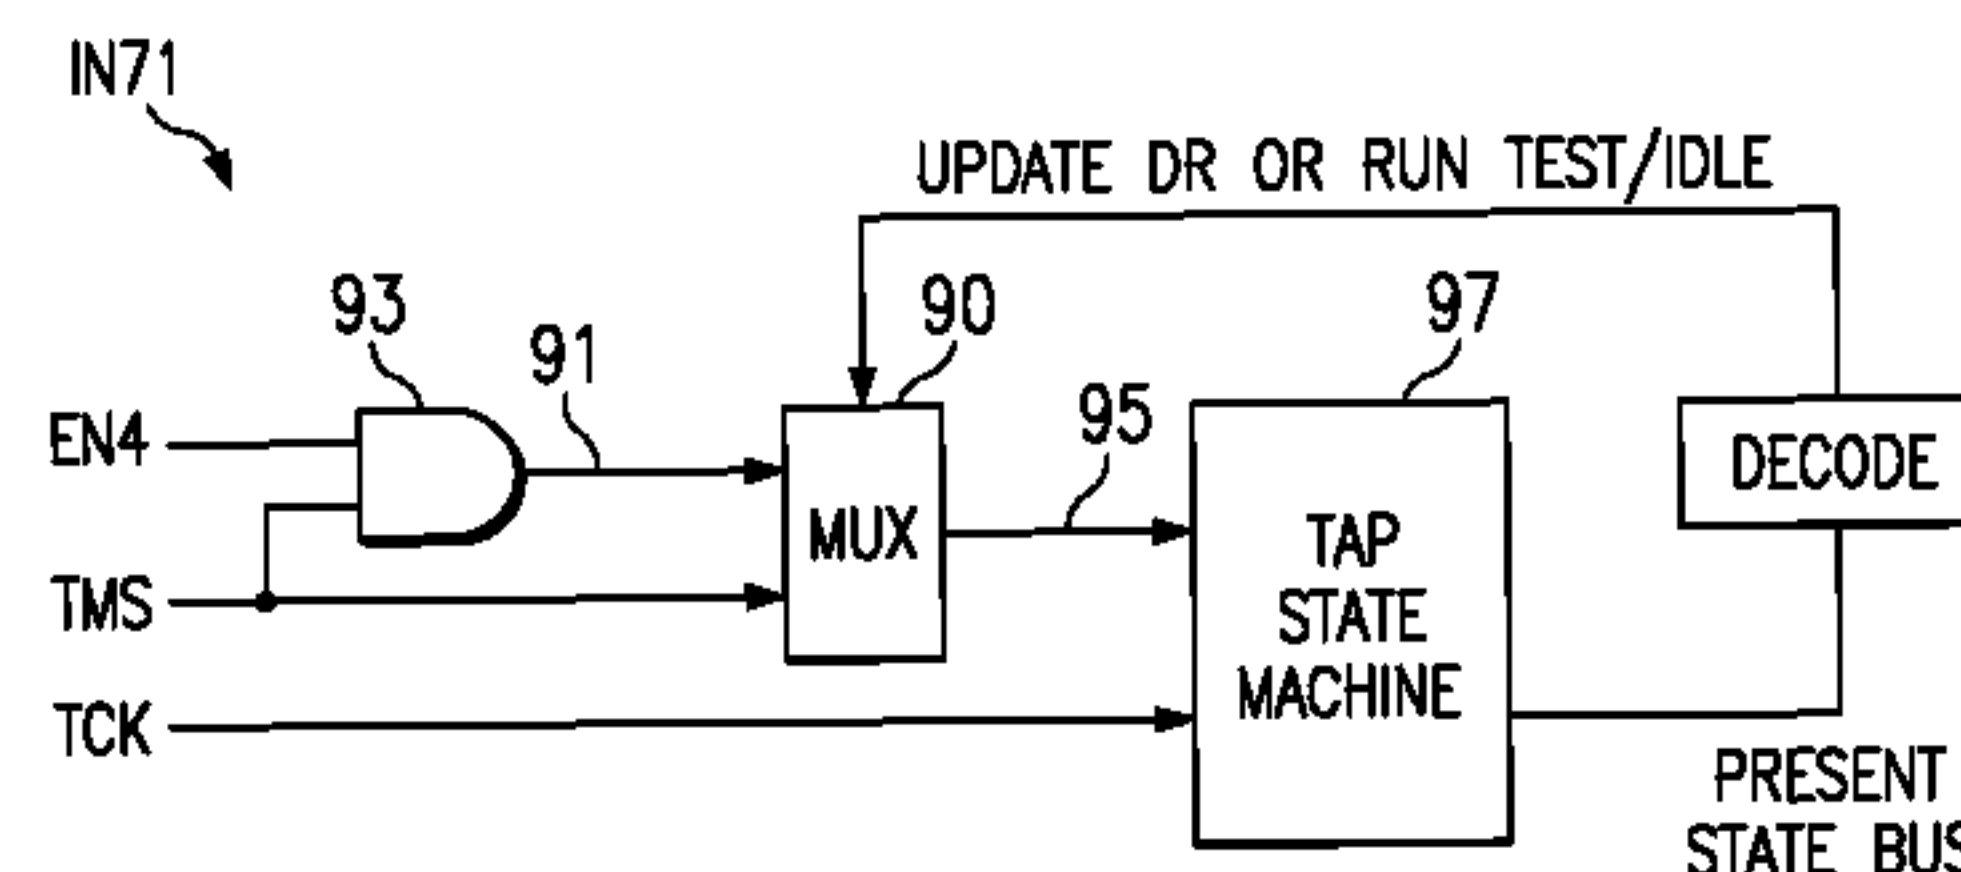 IN71
UPDATE DR OR RUN TEST/IDLE
93
91
90
97
95
EN4
DECODE
MUX
TAP
STATE
MACHINE
TMS
TCK
PRESENT
STATE BUS